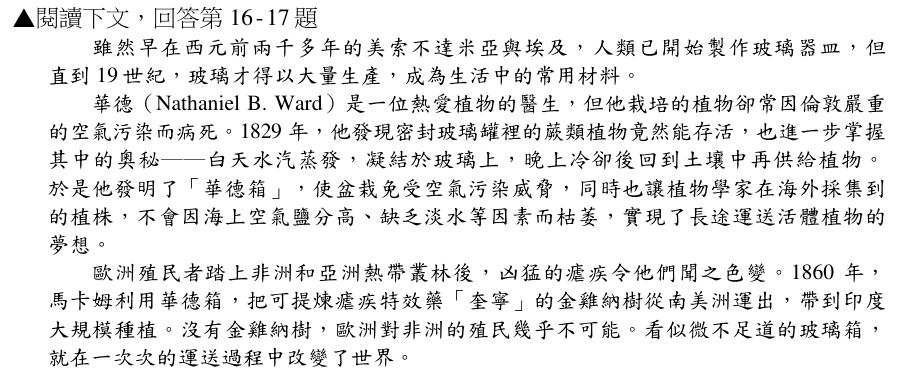 ▲閱讀下文，回答第 16-17 題
雖然早在西元前兩千多年的美索不達米亞與埃及，人類已開始製作玻璃器皿，但
直到 19 世紀，玻璃才得以大量生產，成為生活中的常用材料。
華德（Nathaniel B. Ward）是一位熱愛植物的醫生，但他栽培的植物卻常因倫敦嚴重
的空氣污染而病死。1829 年，他發現密封玻璃罐裡的蕨類植物竟然能存活，也進一步掌握
其中的奧秘──白天水汽蒸發，凝結於玻璃上，晚上冷卻後回到土壤中再供給植物。
於是他發明了「華德箱」，使盆栽免受空氣污染威脅，同時也讓植物學家在海外採集到
的植株，不會因海上空氣鹽分高、缺乏淡水等因素而枯萎，實現了長途運送活體植物的
夢想。
歐洲殖民者踏上非洲和亞洲熱帶叢林後，凶猛的瘧疾令他們聞之色變。1860 年，
馬卡姆利用華德箱，把可提煉瘧疾特效藥「奎寧」的金雞納樹從南美洲運出，帶到印度
大規模種植。沒有金雞納樹，歐洲對非洲的殖民幾乎不可能。看似微不足道的玻璃箱，
就在一次次的運送過程中改變了世界。